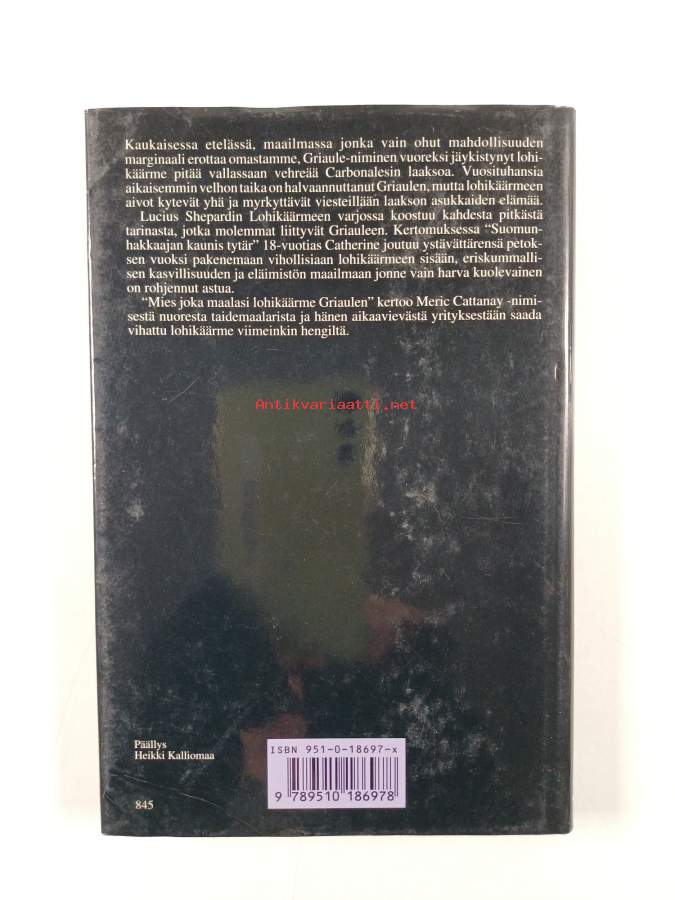 Kaukaisessa etelässä, maailmassa jonka vain ohut mahdollisuuden
marginaali erottaa omastamme, Griaule-niminen vuoreksi jäykistynyt lohi-
käärme pitää vallassaan vehreää Carbonalesin laaksoa. Vuosituhansia
aikaisemmin velhon taika on halvaannuttanut Griaulen, mutta lohikäärmeen
aivot kytevät yhä ja myrkyttävät viesteillään laakson asukkaiden elämää.
Lucius Shepardin Lohikäärmeen varjossa koostuu kahdesta pitkästä
tarinasta, jotka molemmat liittyvät Griauleen. Kertomuksessa “Suomun-
hakkaajan kaunis tytär” 18-vuotias Catherine joutuu ystävättärensä petok-
sen vuoksi pakenemaan vihollisiaan lohikäärmeen sisään, eriskummalli-
sen kasvillisuuden ja eläimistön maailmaan jonne vain harva kuolevainen
on rohjennut astua.
“Mies joka maalasi lohikäärme Griaulen” kertoo Meric Cattanay -nimi-
sestä nuoresta taidemaalarista ja hänen aikaavievästä yrityksestään saada
vihattu lohikäärme viimeinkin hengiltä.
Antikvariaatti.net
Päällys
Heikki Kalliomaa
845
ISBN 951-0-18697-x
9 789510 186978